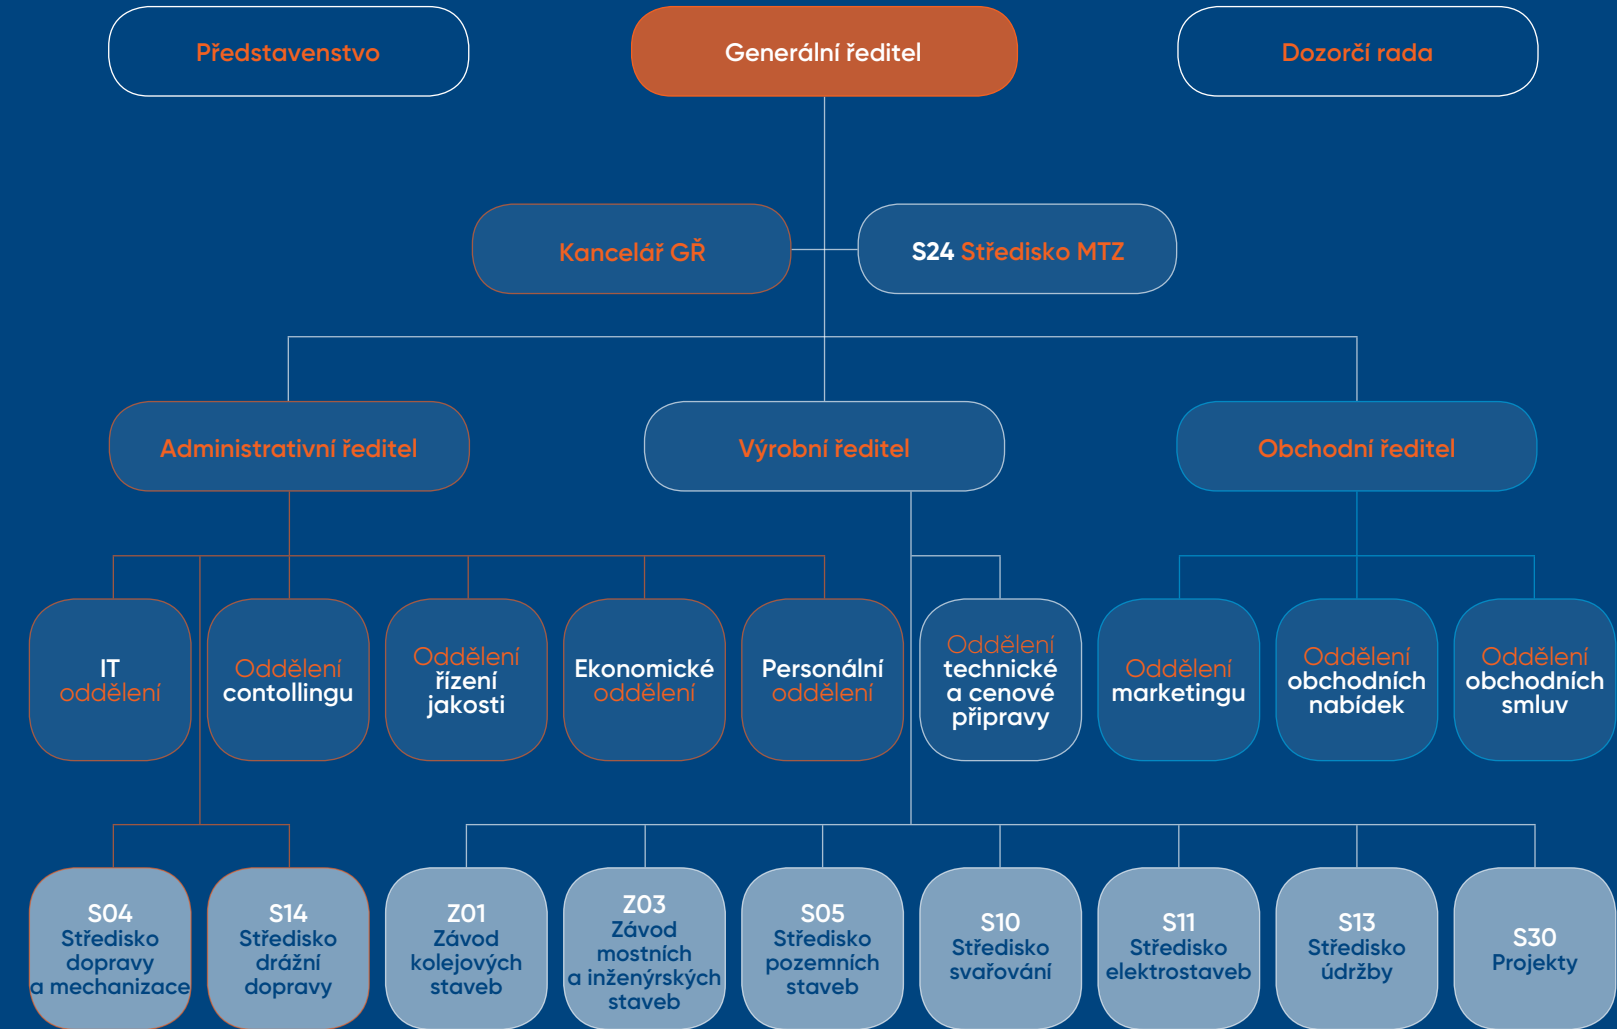 Představenstvo
Generální ředitel
Dozorčí rada
Kancelář GŘ
S24 Středisko MTZ
Administrativní ředitel
Výrobní ředitel
Obchodní ředitel
IT
oddělení
Oddělení
contollingu
Oddělení
řízení
jakosti
Ekonomické
oddělení
Personální
oddělení
Oddělení
technické
a cenové
připravy
Oddělení
marketingu
Oddělení
obchodních
nabídek
Oddělení
obchodních
smluv
S04
Středisko
dopravy
a mechanizace
S14
Středisko
drážní
dopravy
Z01
Závod
kolejových
staveb
Z03
Závod
mostních
a inženýrských
staveb
S05
Středisko
pozemních
staveb
S10
Středisko
svařování
S11
Středisko
elektrostaveb
S13
Středisko
údržby
S30
Projekty